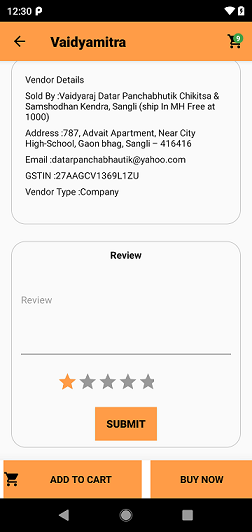 12:30
Vaidyamitra
9
Vendor Details
Sold By :Vaidyaraj Datar Panchabhutik Chikitsa &
Samshodhan Kendra, Sangli (ship In MH Free at
1000)
Address :787, Advait Apartment, Near City
High-School, Gaon bhag, Sangli – 416416
Email :datarpanchabhautik@yahoo.com
GSTIN :27AAGCV1369L1ZU
Vendor Type :Company
Review
Review
SUBMIT
ADD TO CART
BUY NOW